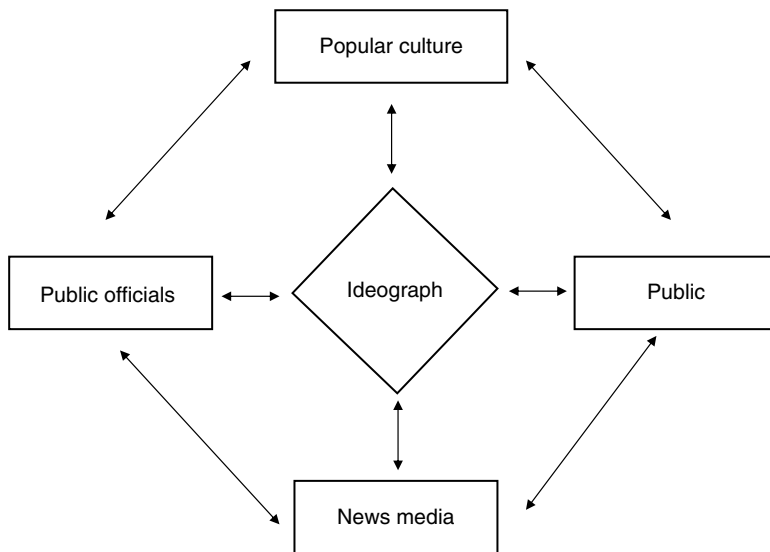 Popular culture
Public officials
Ideograph
Public
News media